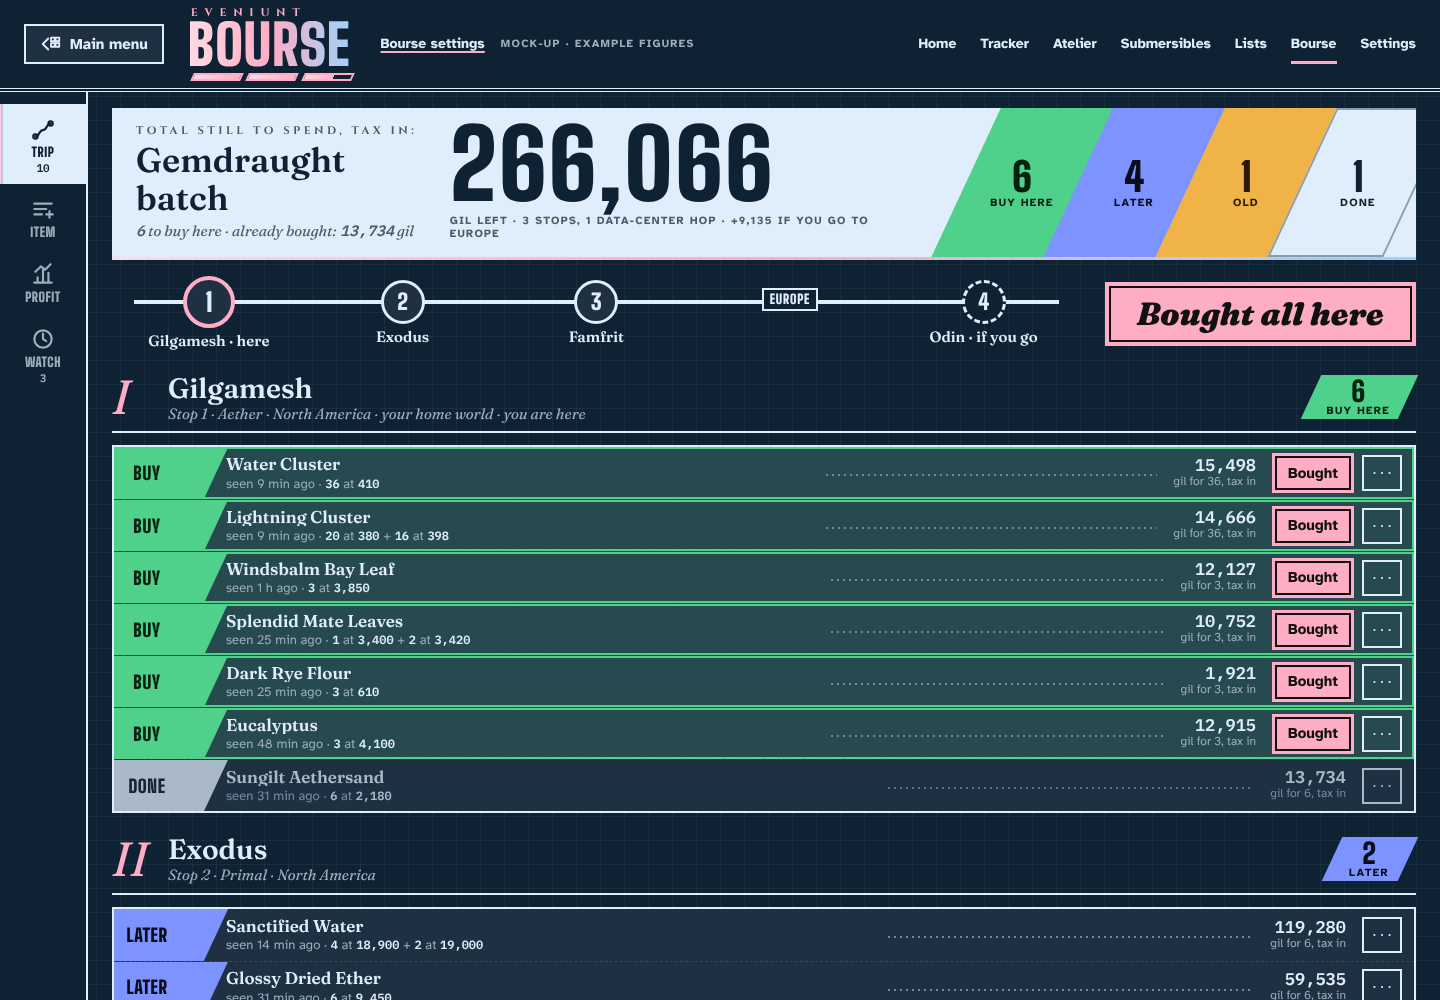 Main menu
EVENIUNT
BOURSE
Bourse settings
MOCK-UP · EXAMPLE FIGURES
Home
Tracker
Atelier
Submersibles
Lists
Bourse
Settings
TRIP
10
ITEM
PROFIT
WATCH
3
TOTAL STILL TO SPEND, TAX IN:
Gemdraught
batch
6 to buy here · already bought: 13,734 gil
266,066
GIL LEFT · 3 STOPS, 1 DATA-CENTER HOP · +9,135 IF YOU GO TO
EUROPE
6
BUY HERE
4
LATER
1
OLD
1
DONE
1
Gilgamesh · here
2
Exodus
3
Famfrit
EUROPE
4
Odin · if you go
Bought all here
I
Gilgamesh
Stop 1 · Aether · North America · your home world · you are here
6
BUY HERE
BUY
Water Cluster
seen 9 min ago · 36 at 410
15,498
gil for 36, tax in
Bought
...
BUY
Lightning Cluster
seen 9 min ago · 20 at 380 + 16 at 398
14,666
gil for 36, tax in
Bought
...
BUY
Windsbalm Bay Leaf
seen 1 h ago · 3 at 3,850
12,127
gil for 3, tax in
Bought
...
BUY
Splendid Mate Leaves
seen 25 min ago · 1 at 3,400 + 2 at 3,420
10,752
gil for 3, tax in
Bought
...
BUY
Dark Rye Flour
seen 25 min ago · 3 at 610
1,921
gil for 3, tax in
Bought
...
BUY
Eucalyptus
seen 48 min ago · 3 at 4,100
12,915
gil for 3, tax in
Bought
...
DONE
Sungilt Aethersand
seen 31 min ago · 6 at 2,180
13,734
gil for 6, tax in
...
II
Exodus
Stop 2 · Primal · North America
2
LATER
LATER
Sanctified Water
seen 14 min ago · 4 at 18,900 + 2 at 19,000
119,280
gil for 6, tax in
...
LATER
Glossy Dried Ether
seen 31 min ago · 6 at 9,450
59,535
gil for 6, tax in
...